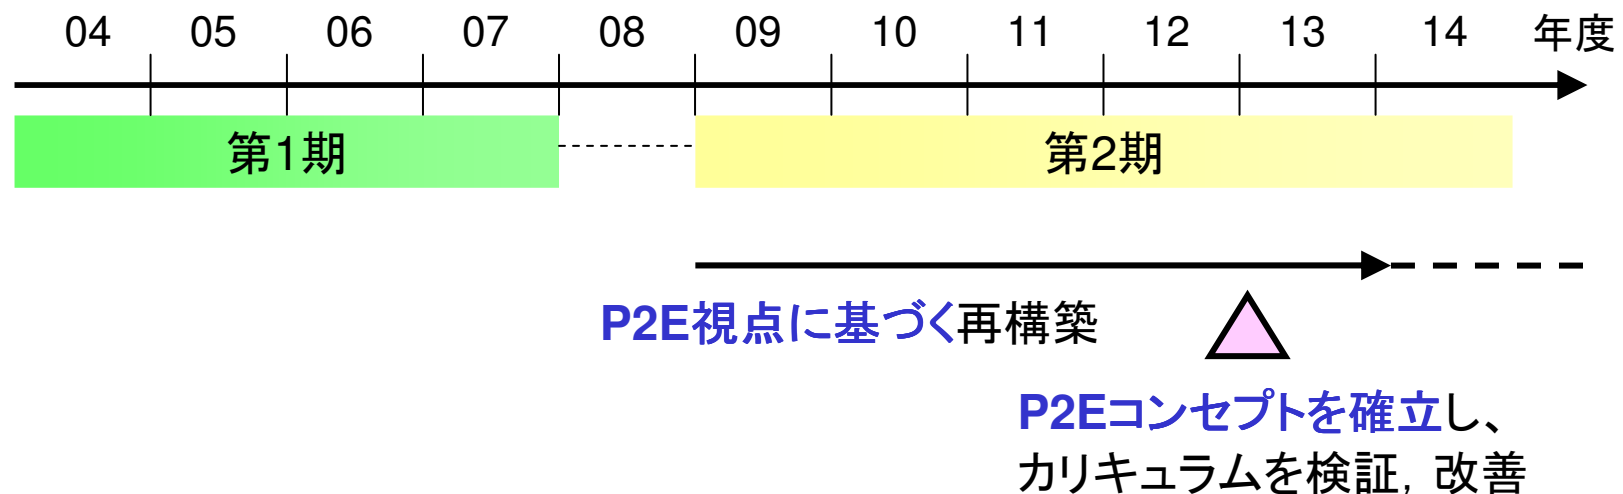 04 05 06 07 08 09 10 11 12 13 14 年度
第1期 第2期
P2E視点に基づく再構築
P2Eコンセプトを確立し、
カリキュラムを検証, 改善